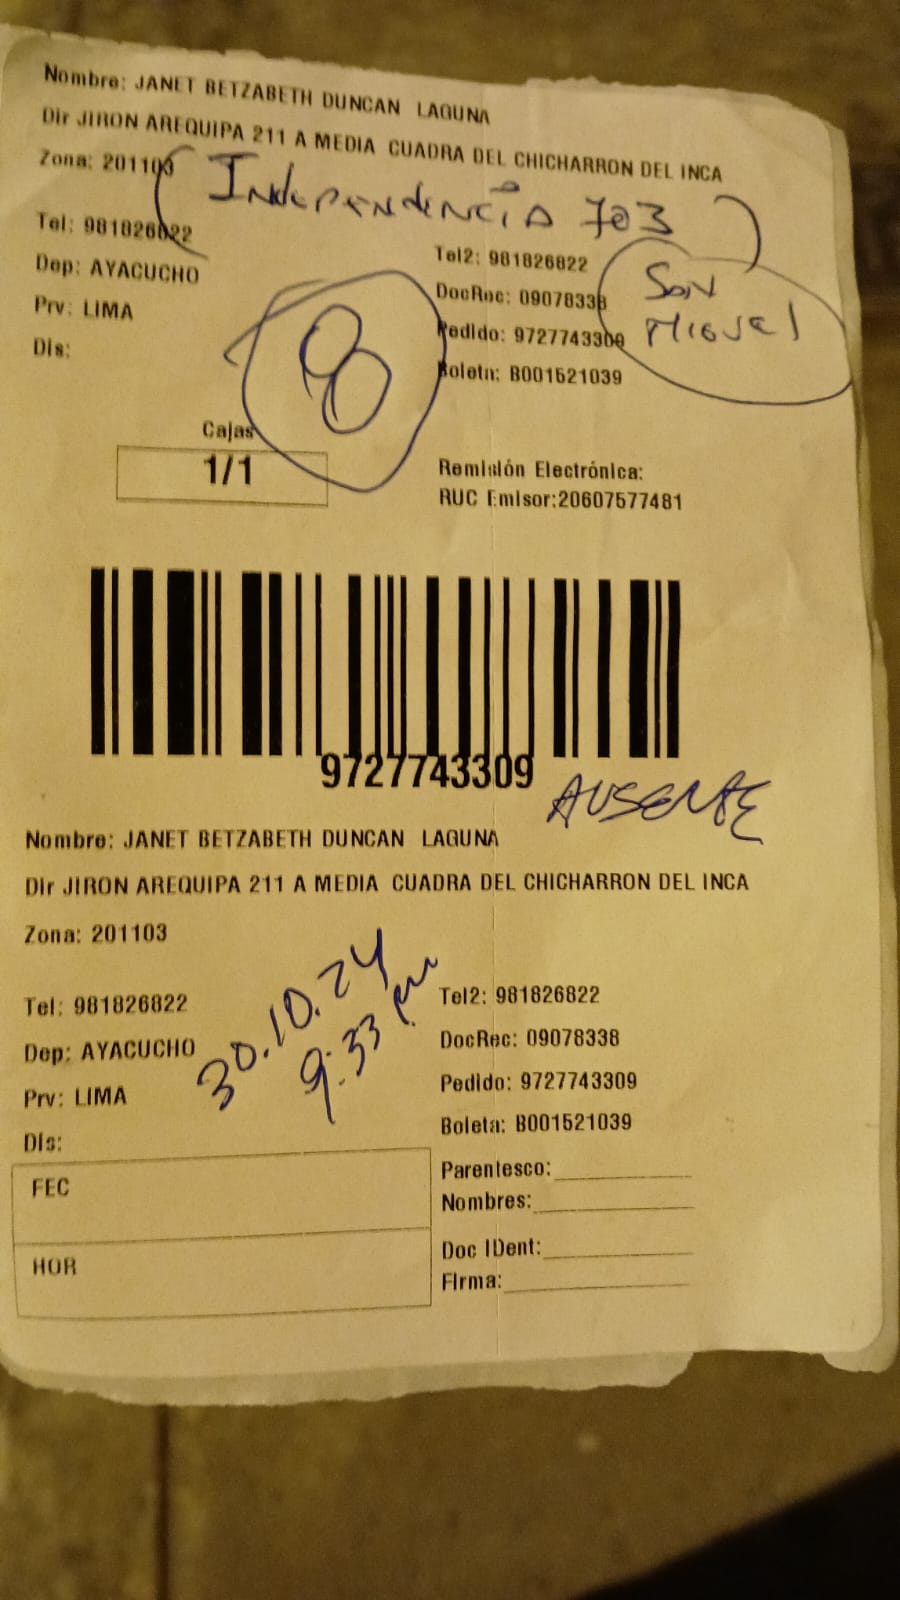 Nombre: JANET BETZABETH DUNCAN LAGUNA
Dir JIRON AREQUIPA 211 A MEDIA CUADRA DEL CHICHARRON DEL INCA
Zona: 201103
(INdePENdENCiA 703)
Tel: 981826822
Tel2: 981826822
Dep: AYACUCHO
DocRec: 09078338
SAN
MIGUEl
Prv: LIMA
Pedido: 9727743309
Dis:
Boleta: B001521039
8
Cajas
1/1
Remisión Electrónica:
RUC Emisor:20607577481
9727743309
AUSENTE
Nombre: JANET BETZABETH DUNCAN LAGUNA
Dir JIRON AREQUIPA 211 A MEDIA CUADRA DEL CHICHARRON DEL INCA
Zona: 201103
30.10.24
9:33 pm
Tel: 981826822
Tel2: 981826822
Dep: AYACUCHO
DocRec: 09078338
Prv: LIMA
Pedido: 9727743309
Dis:
Boleta: B001521039
FEC
Parentesco:
Nombres:
HOR
Doc IDent:
Firma: